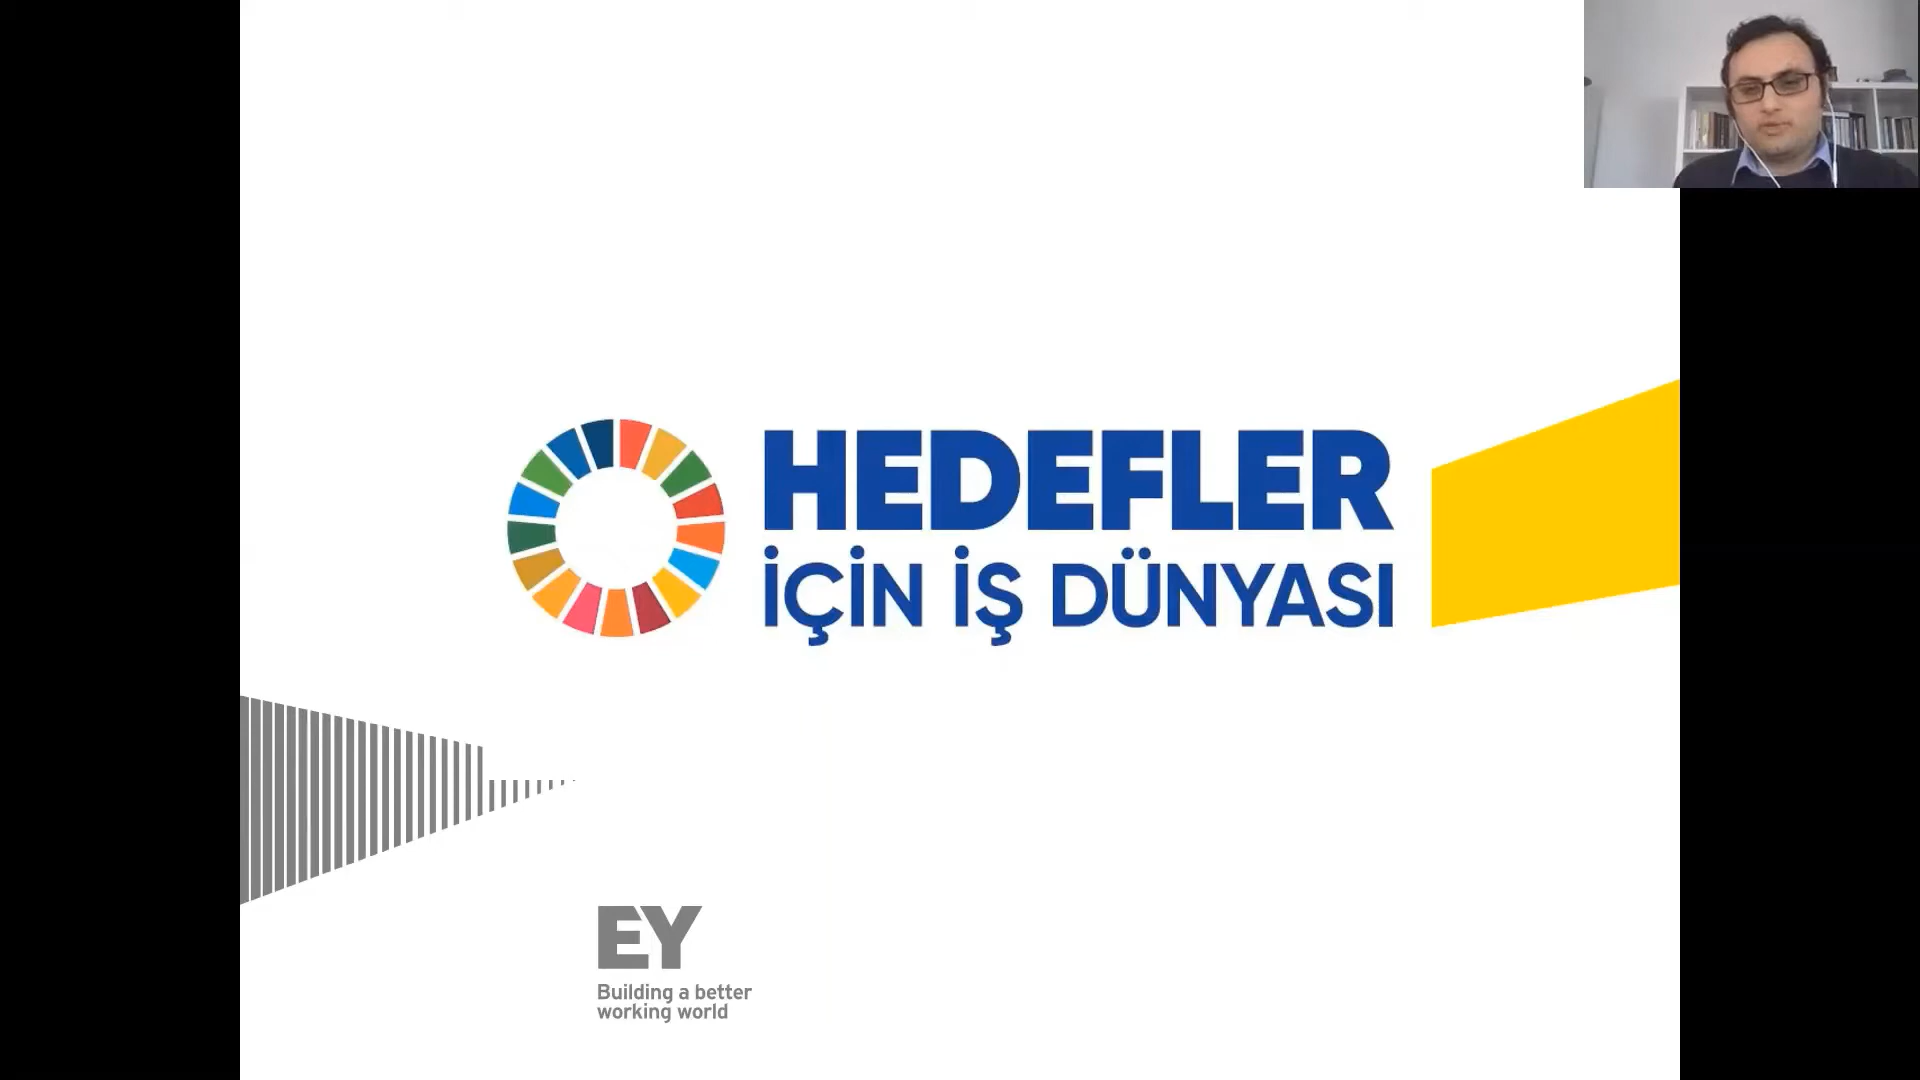 HEDEFLER
İÇİN İŞ DÜNYASI
EY
Building a better
working world